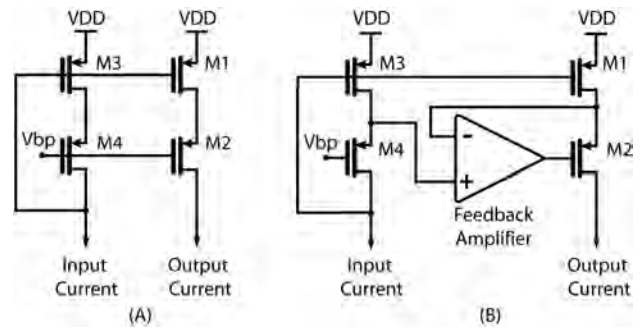 VDD VDD VDD VDD
M3 M1 M3 M1
Vbp M4 M2 Vbp M4 - M2
+
Feedback
Amplifier
Input Output Input Output
Current Current Current Current
(A) (B)